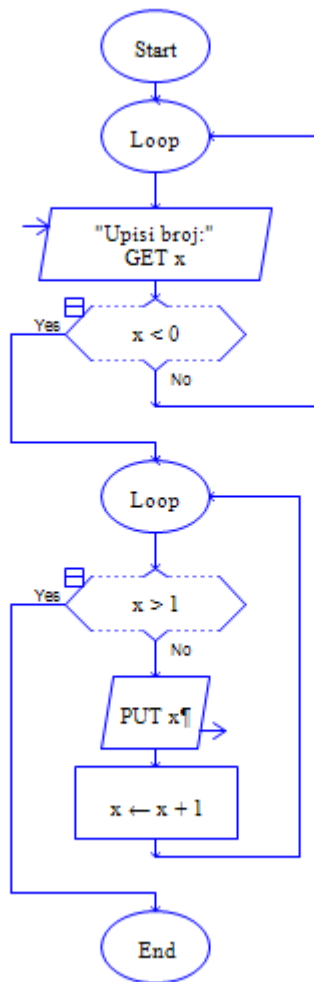 Start
Loop
"Upisi broj:"
GET x
x < 0
Yes
No
Loop
x > 1
Yes
No
PUT x¶
x ← x + 1
End